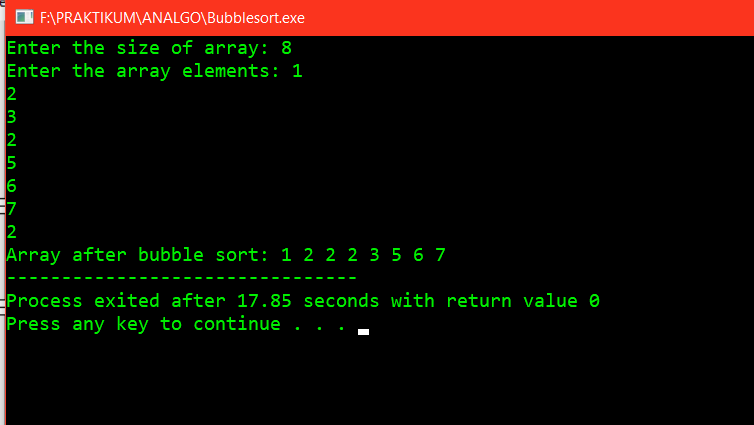 F:\PRAKTIKUM\ANALGO\Bubblesort.exe
Enter the size of array: 8
Enter the array elements: 1
2
3
2
5
6
7
2
Array after bubble sort: 1 2 2 2 3 5 6 7
--------------------------------
Process exited after 17.85 seconds with return value 0
Press any key to continue . . .